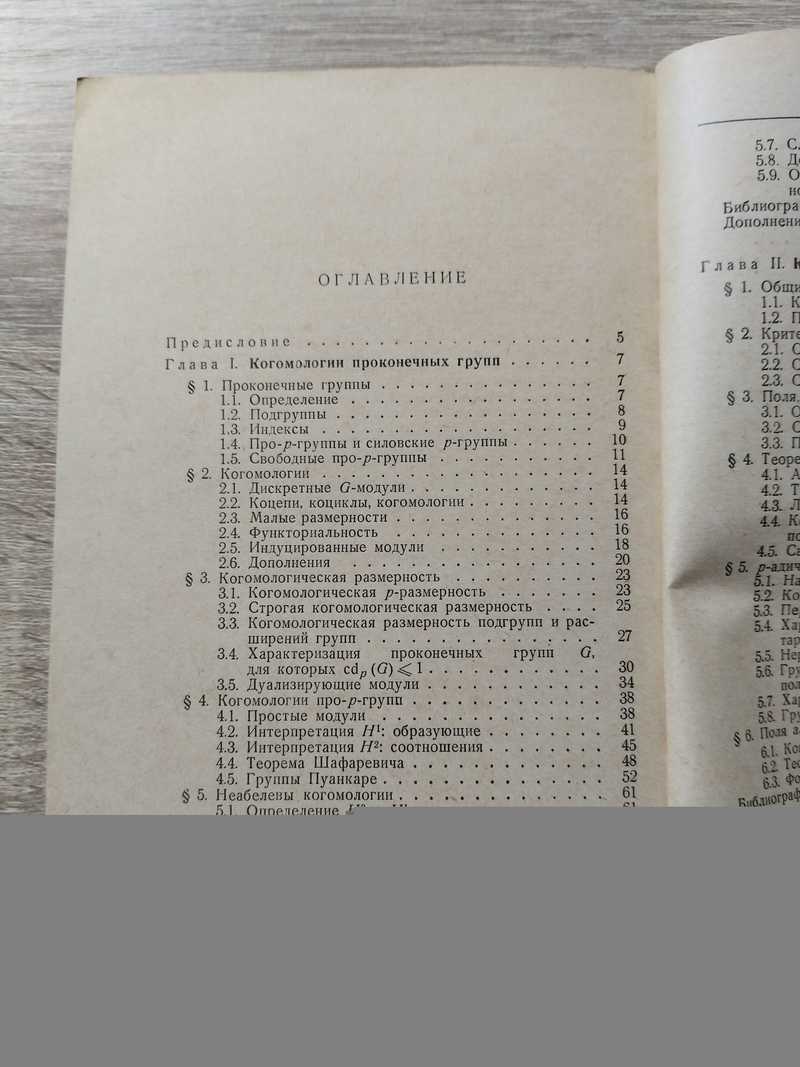 ОГЛАВЛЕНИЕ
Предисловие . . . . . . . . . . . . . . . . . . . . 5
Глава I. Когомологии проконечных групп . . . . . . 7
§ 1. Проконечные группы . . . . . . . . . . . . . . . 7
1.1. Определение . . . . . . . . . . . . . . . . . 7
1.2. Подгруппы . . . . . . . . . . . . . . . . . . 8
1.3. Индексы . . . . . . . . . . . . . . . . . . . 9
1.4. Про-p-группы и силовские p-группы . . . . . . 10
1.5. Свободные про-p-группы . . . . . . . . . . . 11
§ 2. Когомологии . . . . . . . . . . . . . . . . . . . 14
2.1. Дискретные G-модули . . . . . . . . . . . . . 14
2.2. Коцепи, коциклы, когомологии . . . . . . . . . 14
2.3. Малые размерности . . . . . . . . . . . . . . 16
2.4. Функториальность . . . . . . . . . . . . . . 16
2.5. Индуцированные модули . . . . . . . . . . . 18
2.6. Дополнения . . . . . . . . . . . . . . . . . 20
§ 3. Когомологическая размерность . . . . . . . . . . 23
3.1. Когомологическая p-размерность . . . . . . . 23
3.2. Строгая когомологическая размерность . . . . 25
3.3. Когомологическая размерность подгрупп и рас-
ширений групп . . . . . . . . . . . . . . . . 27
3.4. Характеризация проконечных групп G,
для которых cdₚ (G) ⩽ 1 . . . . . . . . . . . . 30
3.5. Дуализирующие модули . . . . . . . . . . . . 34
§ 4. Когомологии про-p-групп . . . . . . . . . . . . . 38
4.1. Простые модули . . . . . . . . . . . . . . . 38
4.2. Интерпретация H¹: образующие . . . . . . . . 41
4.3. Интерпретация H²: соотношения . . . . . . . . 45
4.4. Теорема Шафаревича . . . . . . . . . . . . . 48
4.5. Группы Пуанкаре . . . . . . . . . . . . . . . 52
§ 5. Неабелевы когомологии . . . . . . . . . . . . . . 61
5.1. Определение
5.7.
5.8.
5.9.
Глава II.
§ 1.
1.1.
1.2.
§ 2.
2.1.
2.2.
2.3.
§ 3. Поля.
3.1.
3.2.
3.3.
§ 4.
4.1.
4.2.
4.3.
4.4.
4.5.
§ 5.
5.1.
5.2.
5.3.
5.4.
5.5.
5.6.
5.7.
5.8.
§ 6. Поля
6.1.
6.2.
6.3.